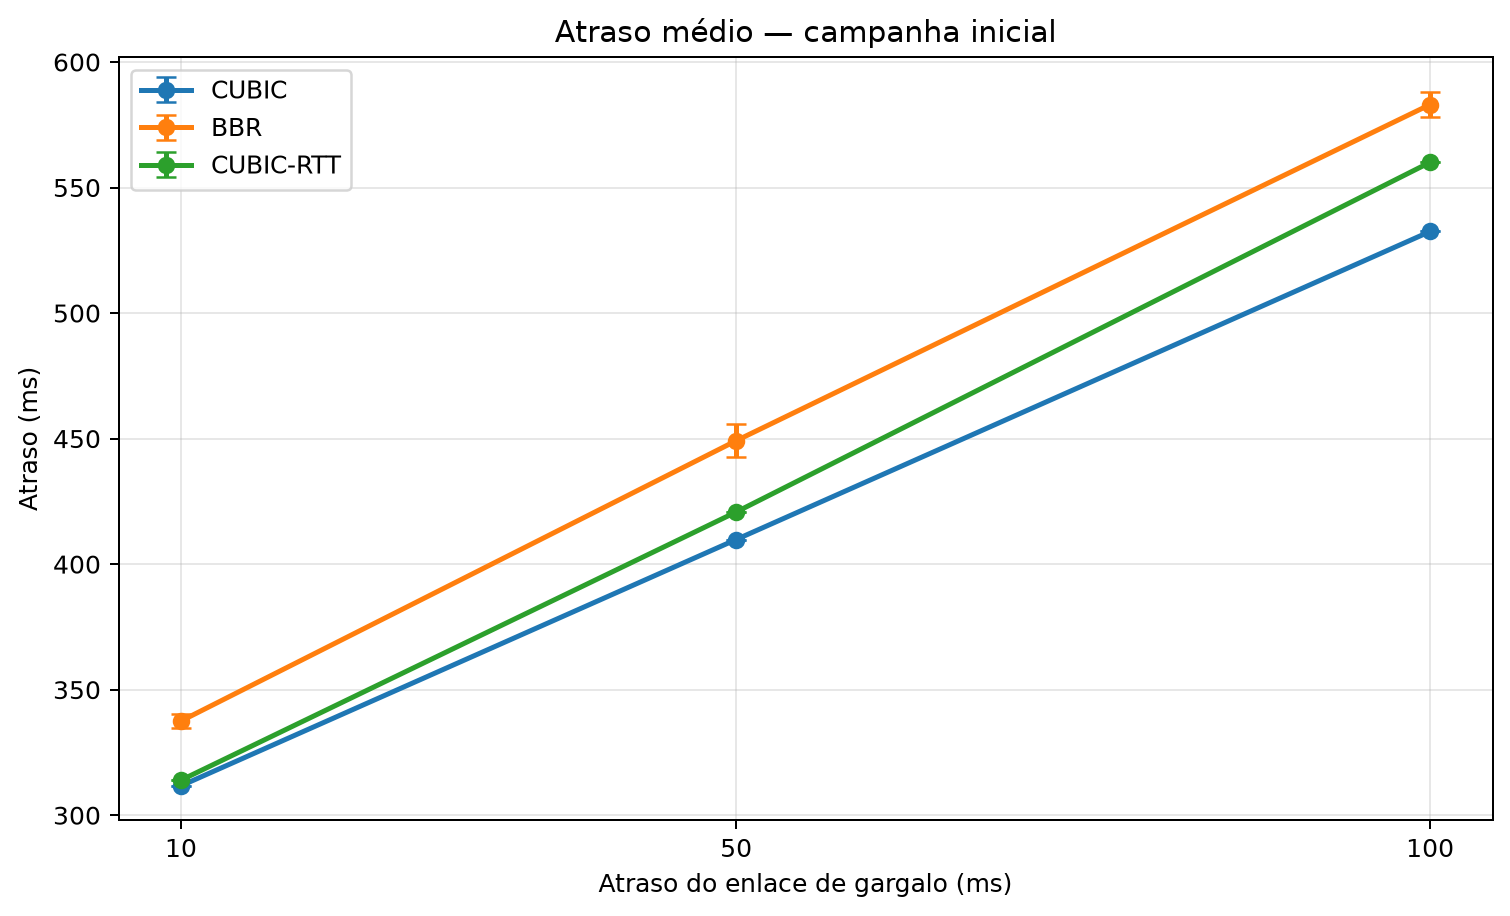 Atraso médio — campanha inicial
CUBIC
BBR
CUBIC-RTT
600
550
500
450
400
350
300
Atraso (ms)
10 50 100
Atraso do enlace de gargalo (ms)